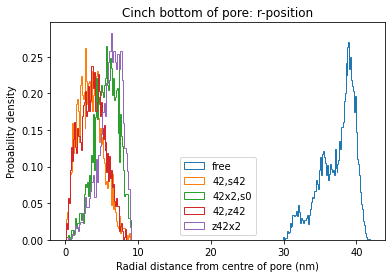 Cinch bottom of pore: r-position
Probability density
0.25
0.20
0.15
0.10
0.05
0.00
free
42,s42
42x2,s0
42,z42
z42x2
0 10 20 30 40
Radial distance from centre of pore (nm)